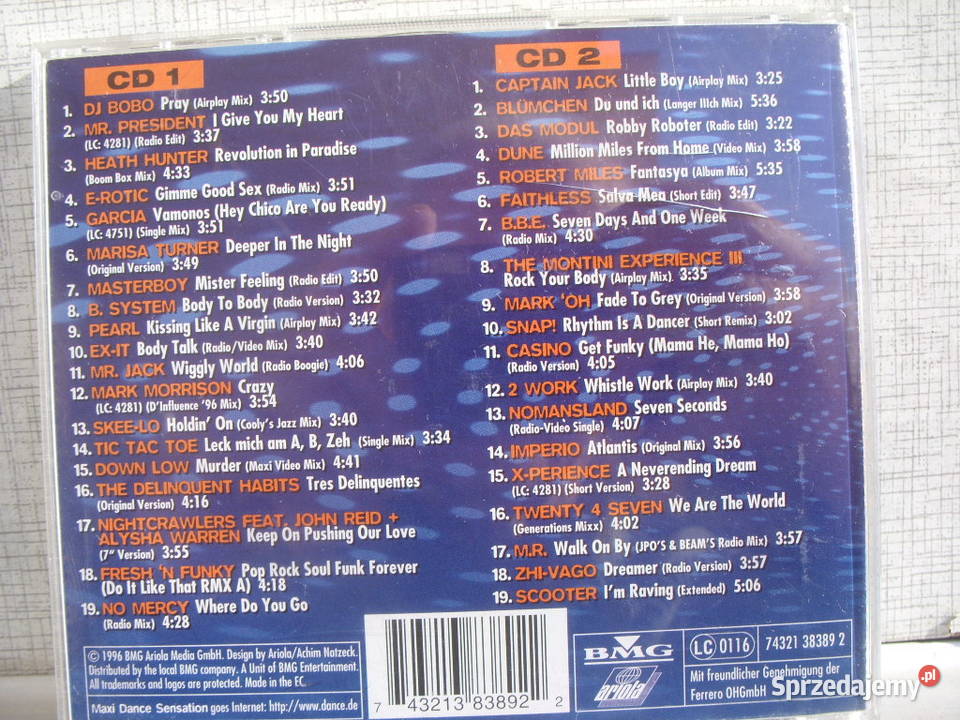 CD 1
1. DJ BOBO Pray (Airplay Mix) 3:50
2. MR. PRESIDENT I Give You My Heart
(LC: 4281) (Radio Edit) 3:37
3. HEATH HUNTER Revolution in Paradise
(Boom Box Mix) 4:33
4. E-ROTIC Gimme Good Sex (Radio Mix) 3:51
5. GARCIA Vamonos (Hey Chico Are You Ready)
(LC: 4751) (Single Mix) 3:51
6. MARISA TURNER Deeper In The Night
(Original Version) 3:49
7. MASTERBOY Mister Feeling (Radio Edit) 3:50
8. B. SYSTEM Body To Body (Radio Version) 3:32
9. PEARL Kissing Like A Virgin (Airplay Mix) 3:42
10. EX-IT Body Talk (Radio/Video Mix) 3:40
11. MR. JACK Wiggly World (Radio Boogie) 4:06
12. MARK MORRISON Crazy
(LC: 4281) (D'Influence '96 Mix) 3:54
13. SKEE-LO Holdin' On (Cooly's Jazz Mix) 3:40
14. TIC TAC TOE Leck mich am A, B, Zeh (Single Mix) 3:34
15. DOWN LOW Murder (Maxi Video Mix) 4:41
16. THE DELINQUENT HABITS Tres Delinquentes
(Original Version) 4:16
17. NIGHTCRAWLERS FEAT. JOHN REID +
ALYSHA WARREN Keep On Pushing Our Love
(7" Version) 3:55
18. FRESH 'N FUNKY Pop Rock Soul Funk Forever
(Do It Like That RMX A) 4:18
19. NO MERCY Where Do You Go
(Radio Mix) 4:28
CD 2
1. CAPTAIN JACK Little Boy (Airplay Mix) 3:25
2. BLÜMCHEN Du und ich (Langer IIIch Mix) 5:36
3. DAS MODUL Robby Roboter (Radio Edit) 3:22
4. DUNE Million Miles From Home (Video Mix) 3:58
5. ROBERT MILES Fantasya (Album Mix) 5:35
6. FAITHLESS Salva Mea (Short Edit) 3:47
7. B.B.E. Seven Days And One Week
(Radio Mix) 4:30
8. THE MONTINI EXPERIENCE III
Rock Your Body (Airplay Mix) 3:35
9. MARK 'OH Fade To Grey (Original Version) 3:58
10. SNAP! Rhythm Is A Dancer (Short Remix) 3:02
11. CASINO Get Funky (Mama He, Mama Ho)
(Radio Version) 4:05
12. 2 WORK Whistle Work (Airplay Mix) 3:40
13. NOMANSLAND Seven Seconds
(Radio-Video Single) 4:07
14. IMPERIO Atlantis (Original Mix) 3:56
15. X-PERIENCE A Neverending Dream
(LC: 4281) (Short Version) 3:28
16. TWENTY 4 SEVEN We Are The World
(Generations Mixx) 4:02
17. M.R. Walk On By (JPO'S & BEAM'S Radio Mix) 3:57
18. ZHI-VAGO Dreamer (Radio Version) 3:57
19. SCOOTER I'm Raving (Extended) 5:06
© 1996 BMG Ariola Media GmbH. Design by Ariola/Achim Natzeck.
Distributed by the local BMG company. A Unit of BMG Entertainment.
All trademarks and logos are protected. Made in the EC.
Maxi Dance Sensation goes Internet: http://www.dance.de
7 43213 83892 2
BMG
ariola
LC 0116
74321 38389 2
Mit freundlicher Genehmigung der
Ferrero OHGmbH
Sprzedajemy.pl